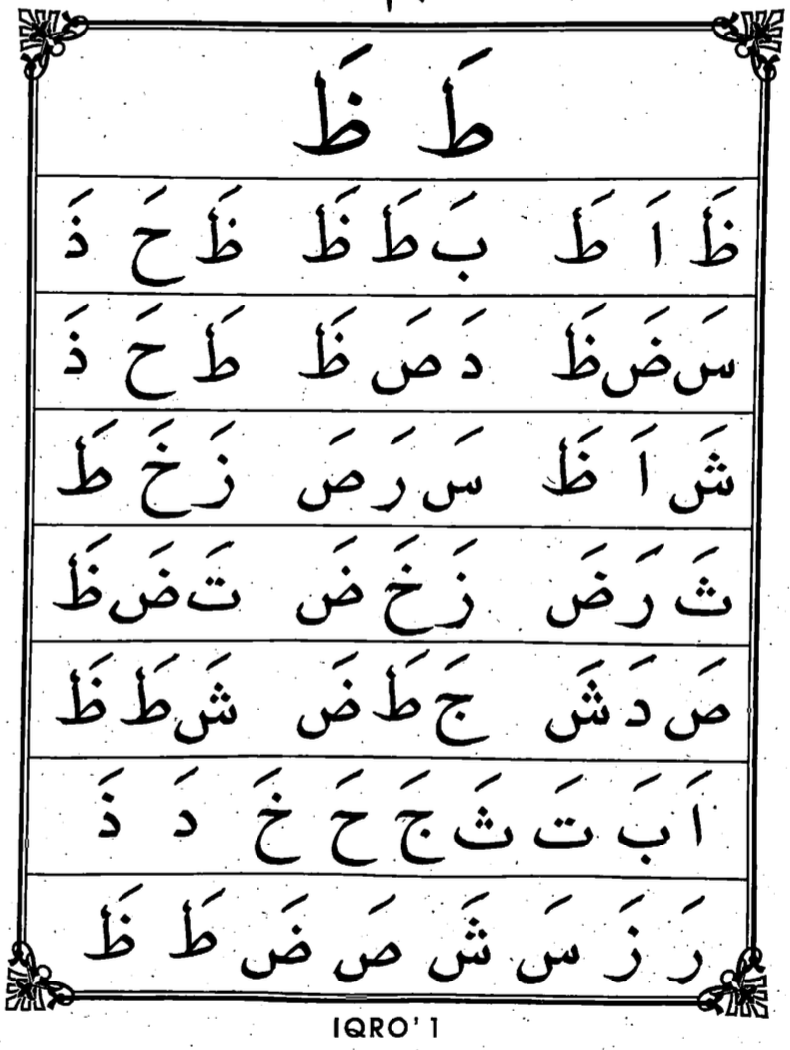 طَ ظَ
ظَ اَ طَ بَ طَ ظَ ظَ حَ ذَ
سَ ضَ ظَ دَ صَ ظَ طَ حَ ذَ
شَ اَ ظَ سَ رَ صَ زَ خَ طَ
ثَ رَ ضَ زَ خَ ضَ تَ ضَ ظَ
صَ دَ شَ جَ طَ ضَ شَ طَ ظَ
اَ بَ تَ ثَ جَ حَ خَ دَ ذَ
رَ زَ سَ شَ صَ ضَ طَ ظَ
IQRO' 1